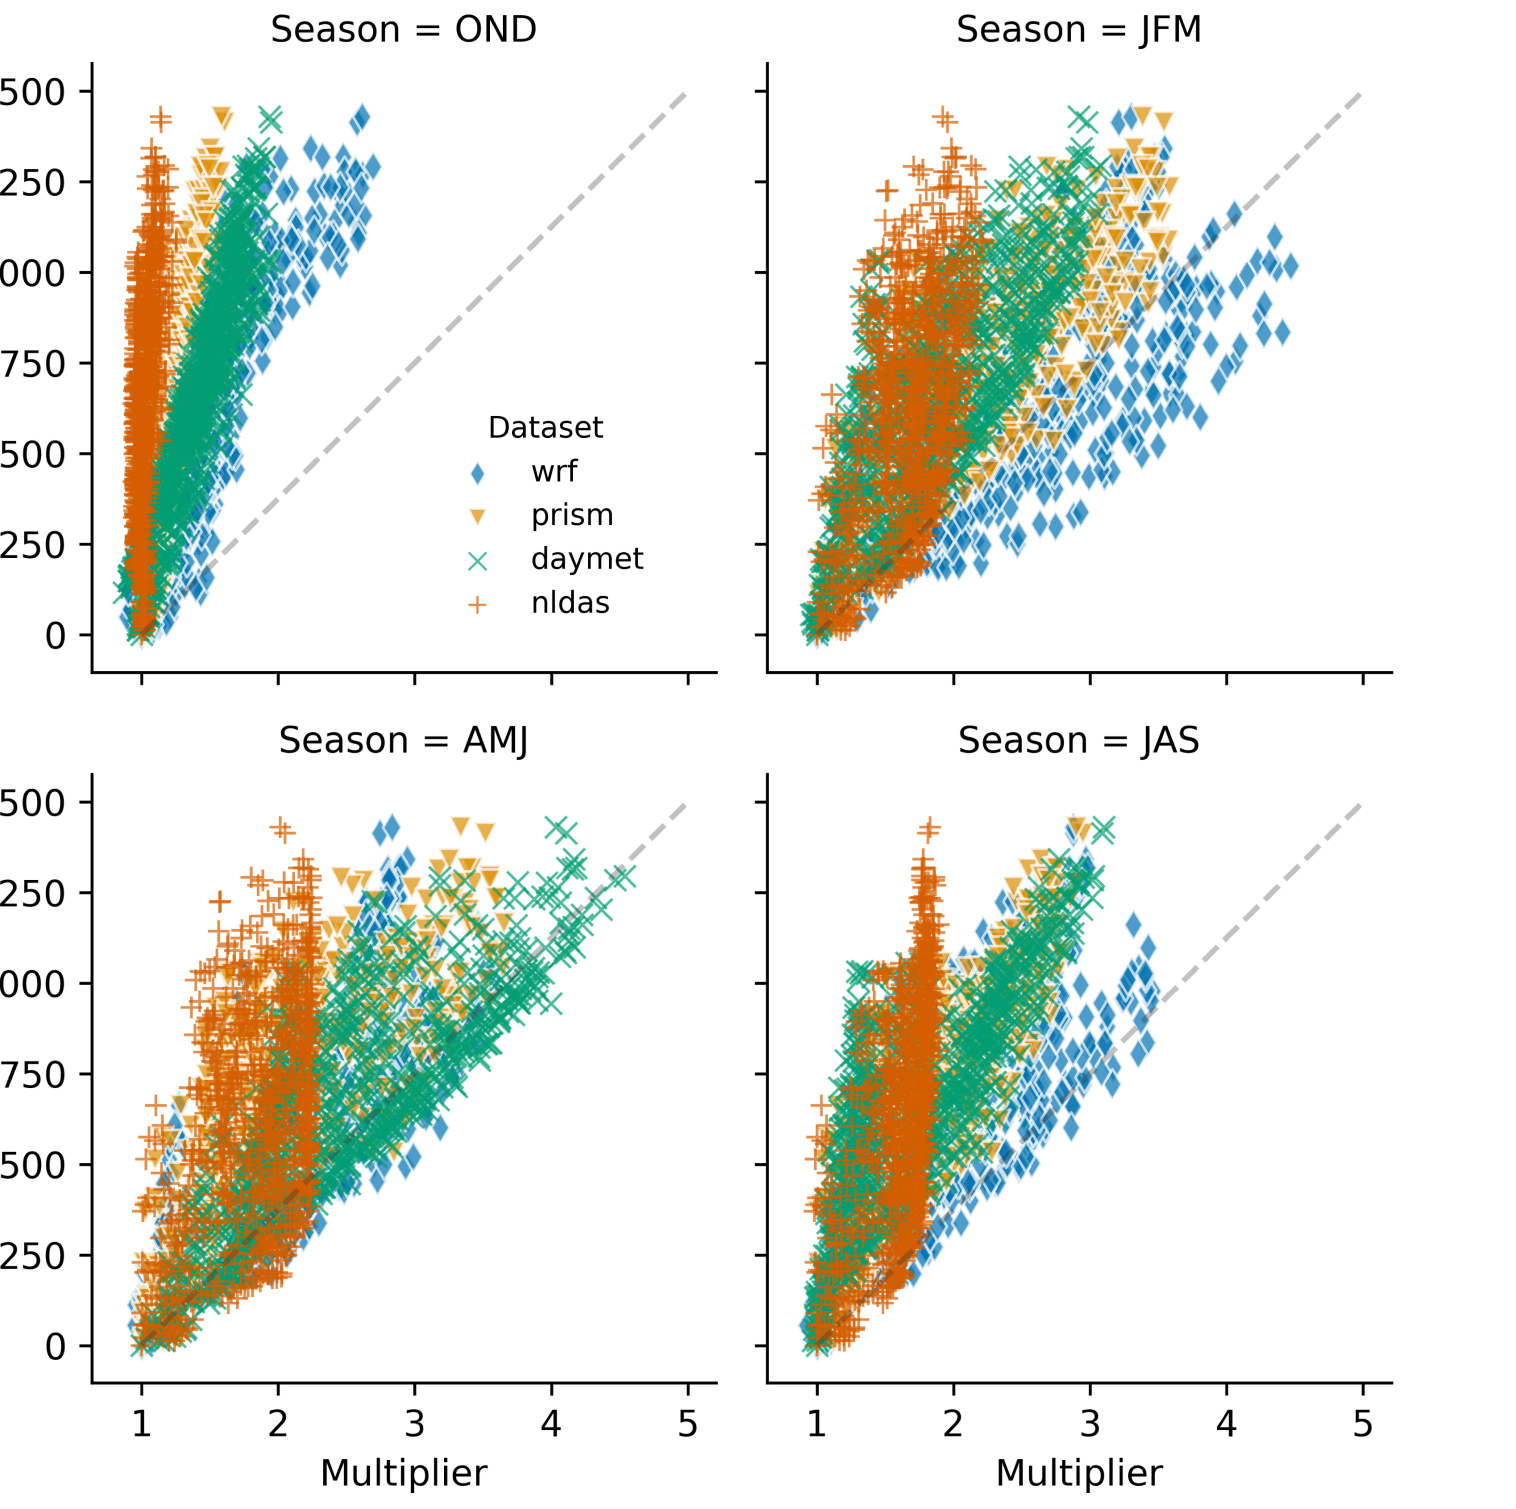 Season = OND
Season = JFM
500
250
000
750
500
250
0
Dataset
wrf
prism
daymet
nldas
Season = AMJ
Season = JAS
500
250
000
750
500
250
0
1 2 3 4 5
1 2 3 4 5
Multiplier
Multiplier